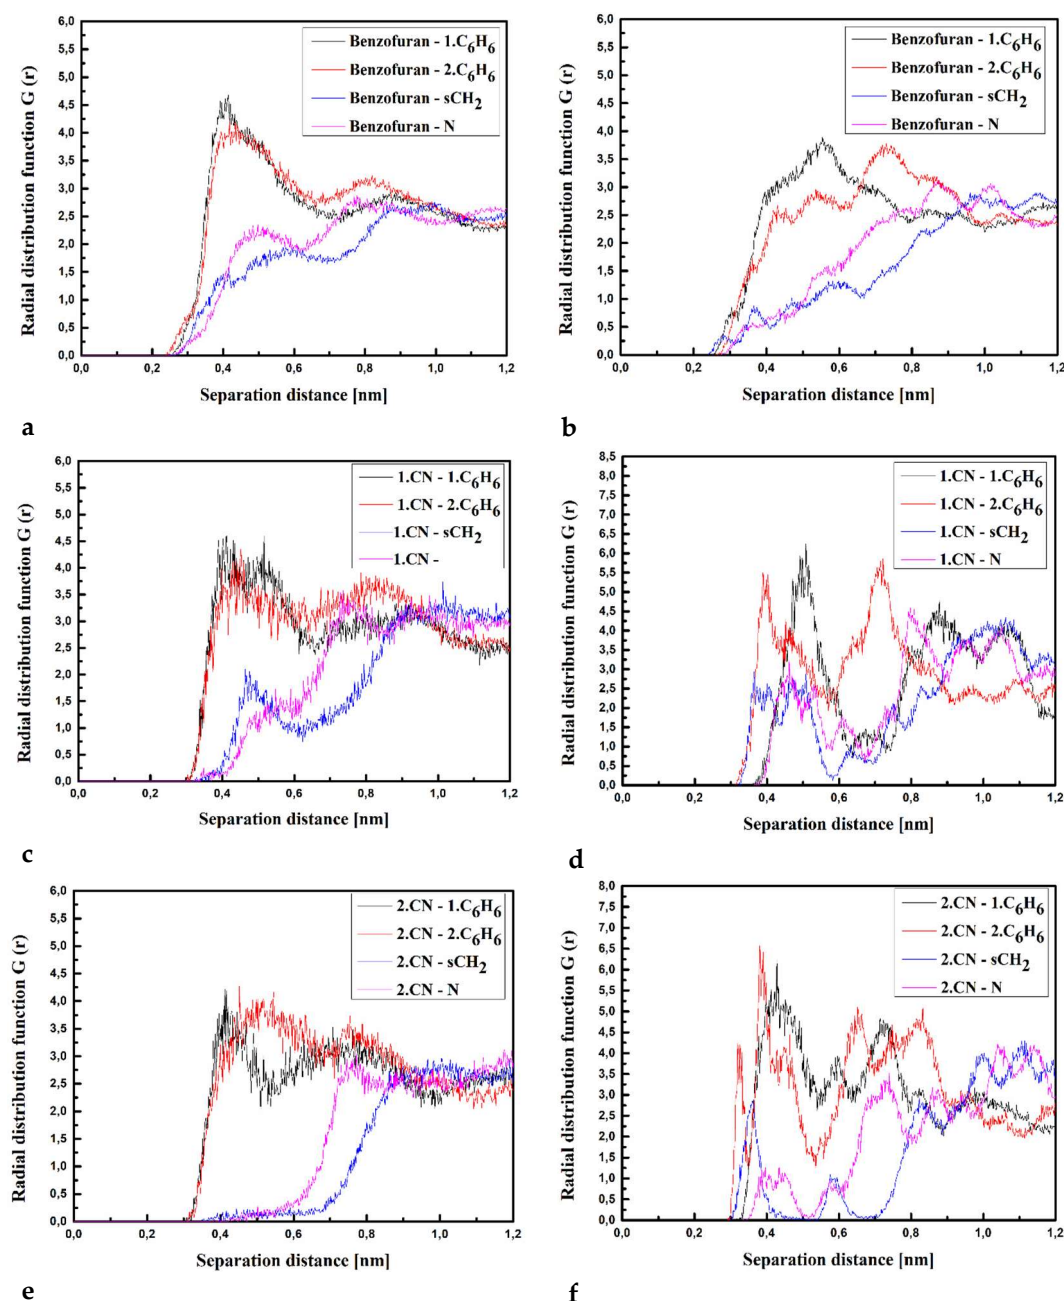 6,0
5,5
5,0
4,5
4,0
3,5
3,0
2,5
2,0
1,5
1,0
0,5
0,0
Radial distribution function G (r)
Benzofuran - 1.C6H6
Benzofuran - 2.C6H6
Benzofuran - sCH2
Benzofuran - N
0,0 0,2 0,4 0,6 0,8 1,0 1,2
Separation distance [nm]
a
6,0
5,5
5,0
4,5
4,0
3,5
3,0
2,5
2,0
1,5
1,0
0,5
0,0
Radial distribution function G (r)
Benzofuran - 1.C6H6
Benzofuran - 2.C6H6
Benzofuran - sCH2
Benzofuran - N
0,0 0,2 0,4 0,6 0,8 1,0 1,2
Separation distance [nm]
b
6,0
5,5
5,0
4,5
4,0
3,5
3,0
2,5
2,0
1,5
1,0
0,5
0,0
Radial distribution function G (r)
1.CN - 1.C6H6
1.CN - 2.C6H6
1.CN - sCH2
1.CN -
0,0 0,2 0,4 0,6 0,8 1,0 1,2
Separation distance [nm]
c
8,5
8,0
7,5
7,0
6,5
6,0
5,5
5,0
4,5
4,0
3,5
3,0
2,5
2,0
1,5
1,0
0,5
0,0
Radial distribution function G (r)
1.CN - 1.C6H6
1.CN - 2.C6H6
1.CN - sCH2
1.CN - N
0,0 0,2 0,4 0,6 0,8 1,0 1,2
Separation distance [nm]
d
6,0
5,5
5,0
4,5
4,0
3,5
3,0
2,5
2,0
1,5
1,0
0,5
0,0
Radial distribution function G (r)
2.CN - 1.C6H6
2.CN - 2.C6H6
2.CN - sCH2
2.CN - N
0,0 0,2 0,4 0,6 0,8 1,0 1,2
Separation distance [nm]
e
8,0
7,5
7,0
6,5
6,0
5,5
5,0
4,5
4,0
3,5
3,0
2,5
2,0
1,5
1,0
0,5
0,0
Radial distribution function G (r)
2.CN - 1.C6H6
2.CN - 2.C6H6
2.CN - sCH2
2.CN - N
0,0 0,2 0,4 0,6 0,8 1,0 1,2
Separation distance [nm]
f